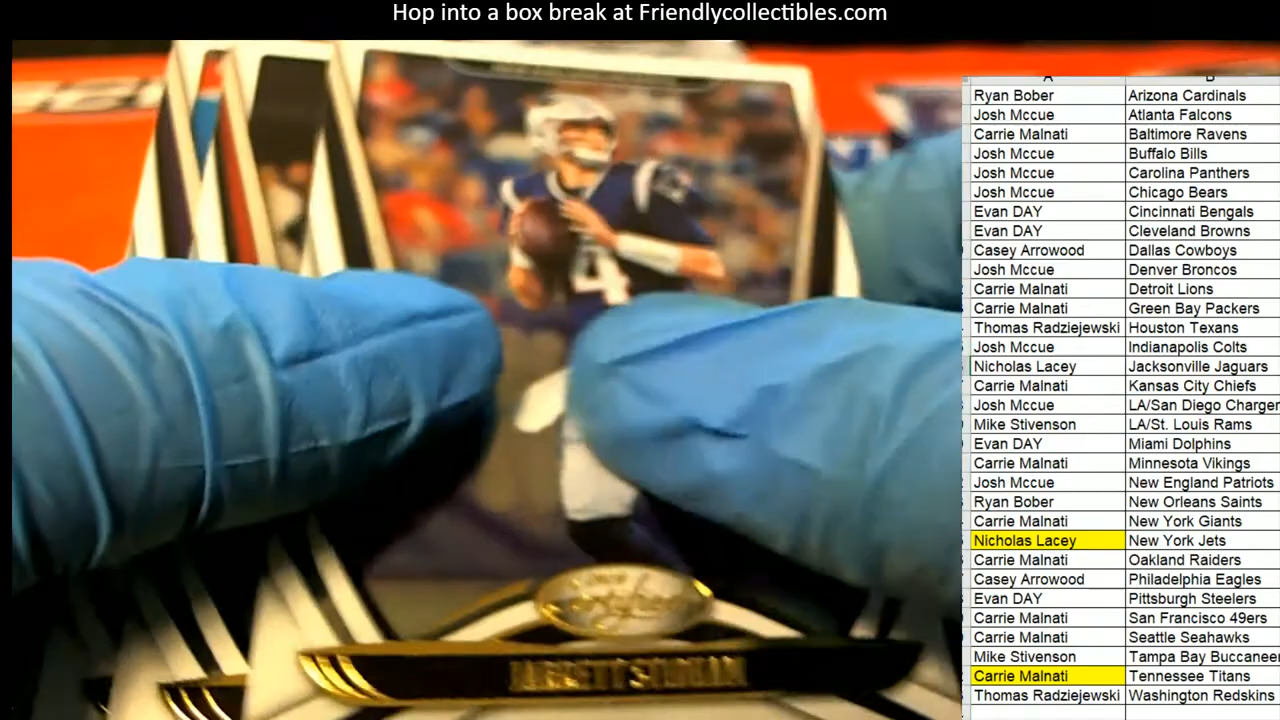 Hop into a box break at Friendlycollectibles.com
A B
Ryan Bober Arizona Cardinals
Josh Mccue Atlanta Falcons
Carrie Malnati Baltimore Ravens
Josh Mccue Buffalo Bills
Josh Mccue Carolina Panthers
Josh Mccue Chicago Bears
Evan DAY Cincinnati Bengals
Evan DAY Cleveland Browns
Casey Arrowood Dallas Cowboys
Josh Mccue Denver Broncos
Carrie Malnati Detroit Lions
Carrie Malnati Green Bay Packers
Thomas Radziejewski Houston Texans
Josh Mccue Indianapolis Colts
Nicholas Lacey Jacksonville Jaguars
Carrie Malnati Kansas City Chiefs
Josh Mccue LA/San Diego Charger
Mike Stivenson LA/St. Louis Rams
Evan DAY Miami Dolphins
Carrie Malnati Minnesota Vikings
Josh Mccue New England Patriots
Ryan Bober New Orleans Saints
Carrie Malnati New York Giants
Nicholas Lacey New York Jets
Carrie Malnati Oakland Raiders
Casey Arrowood Philadelphia Eagles
Evan DAY Pittsburgh Steelers
Carrie Malnati San Francisco 49ers
Carrie Malnati Seattle Seahawks
Mike Stivenson Tampa Bay Buccaneer
Carrie Malnati Tennessee Titans
Thomas Radziejewski Washington Redskins
4
JARRETT STIDHAM